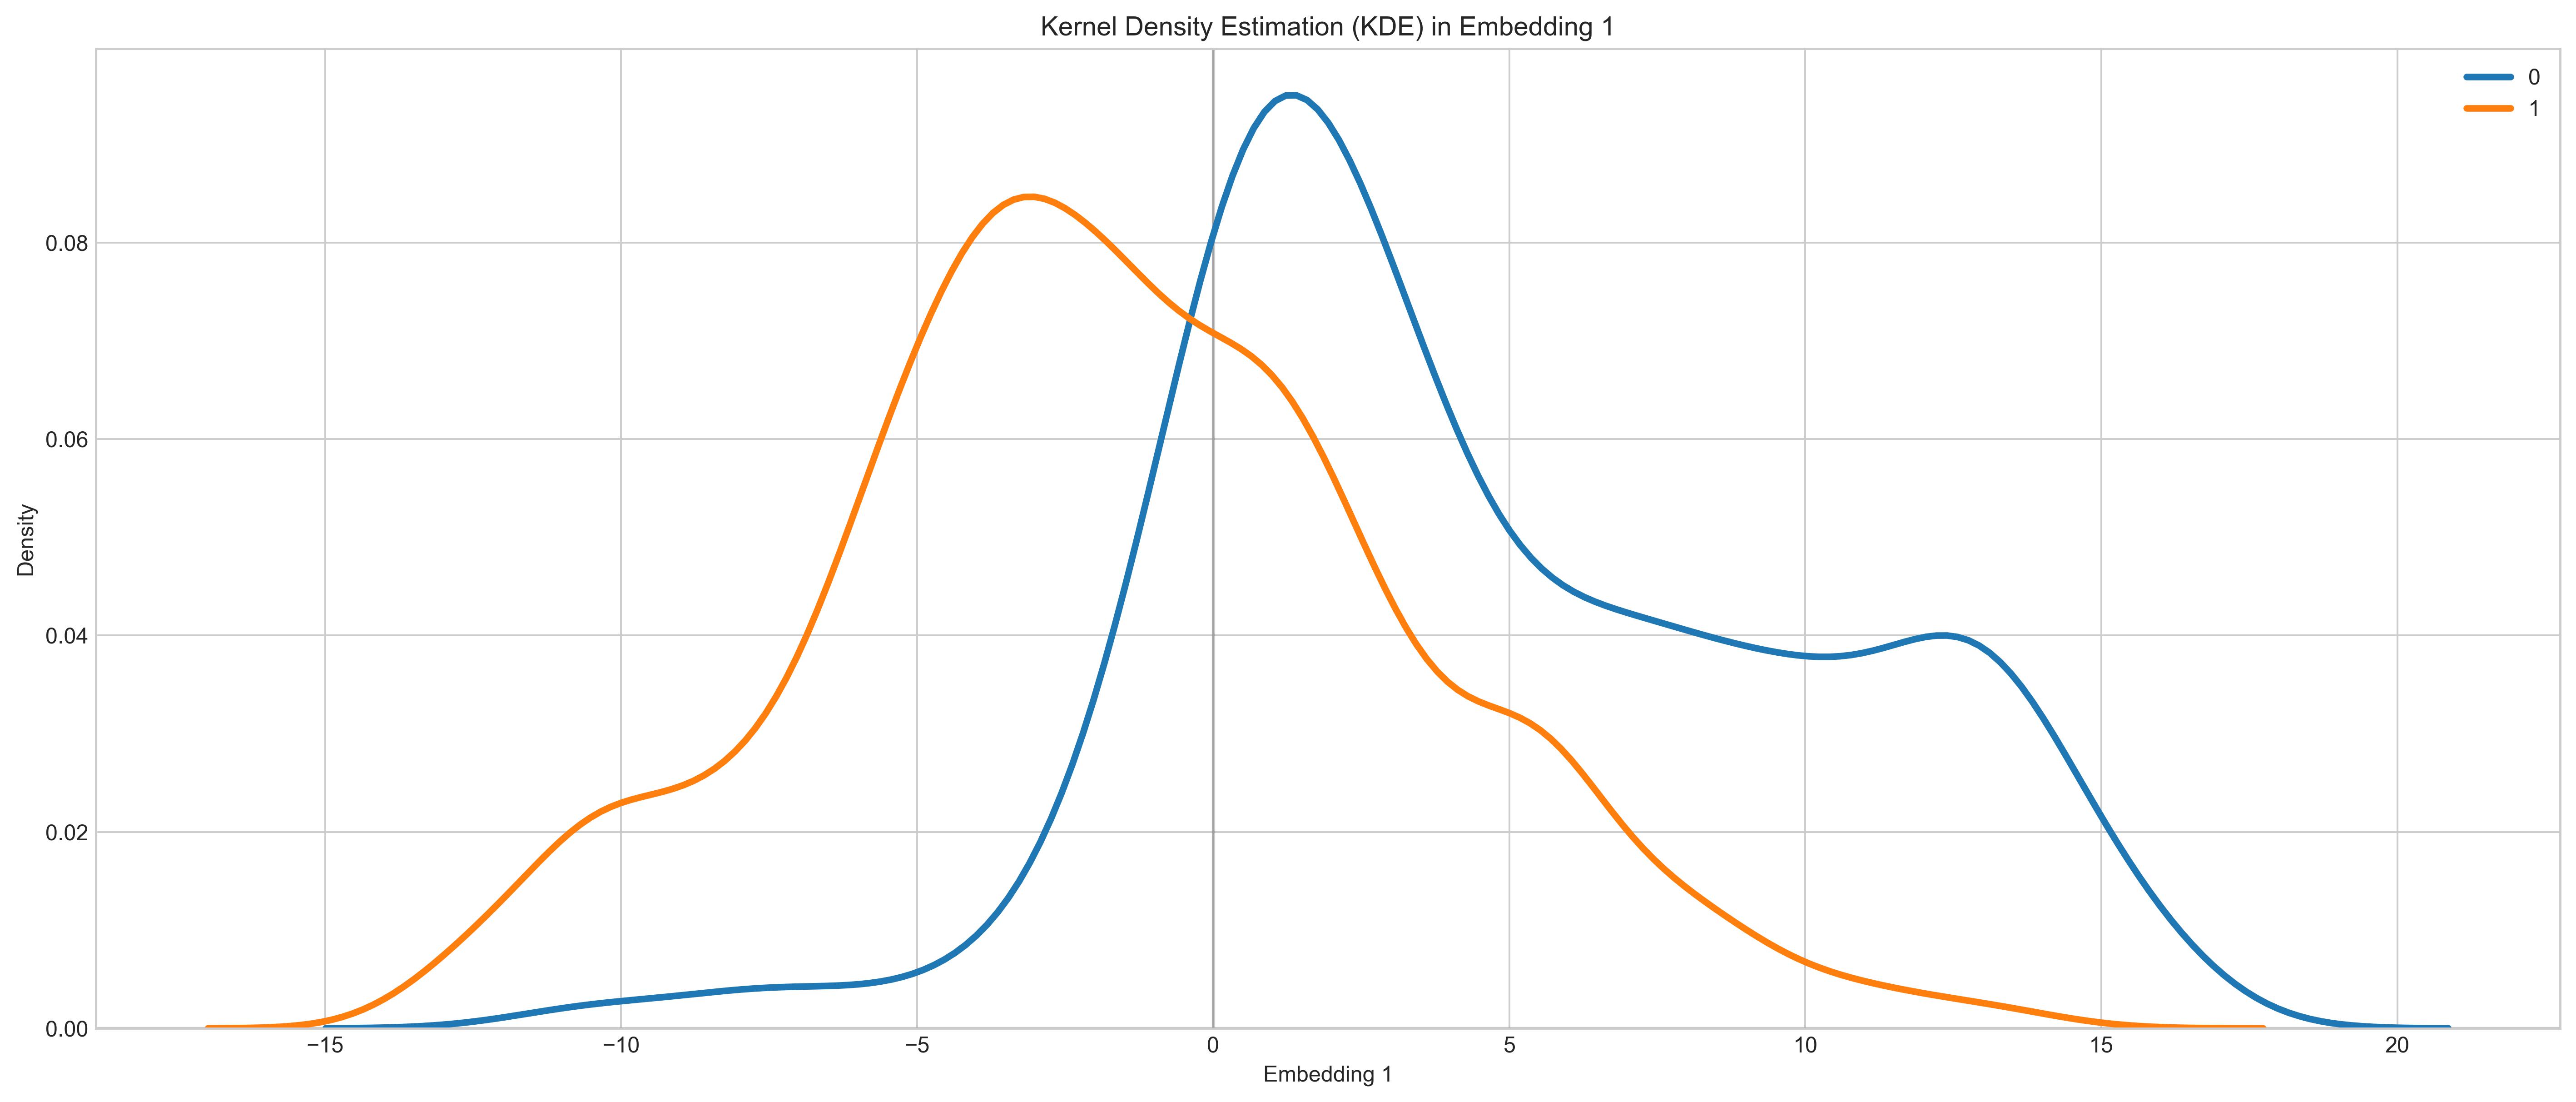 Kernel Density Estimation (KDE) in Embedding 1
0
1
Density
0.08
0.06
0.04
0.02
0.00
−15 −10 −5 0 5 10 15 20
Embedding 1